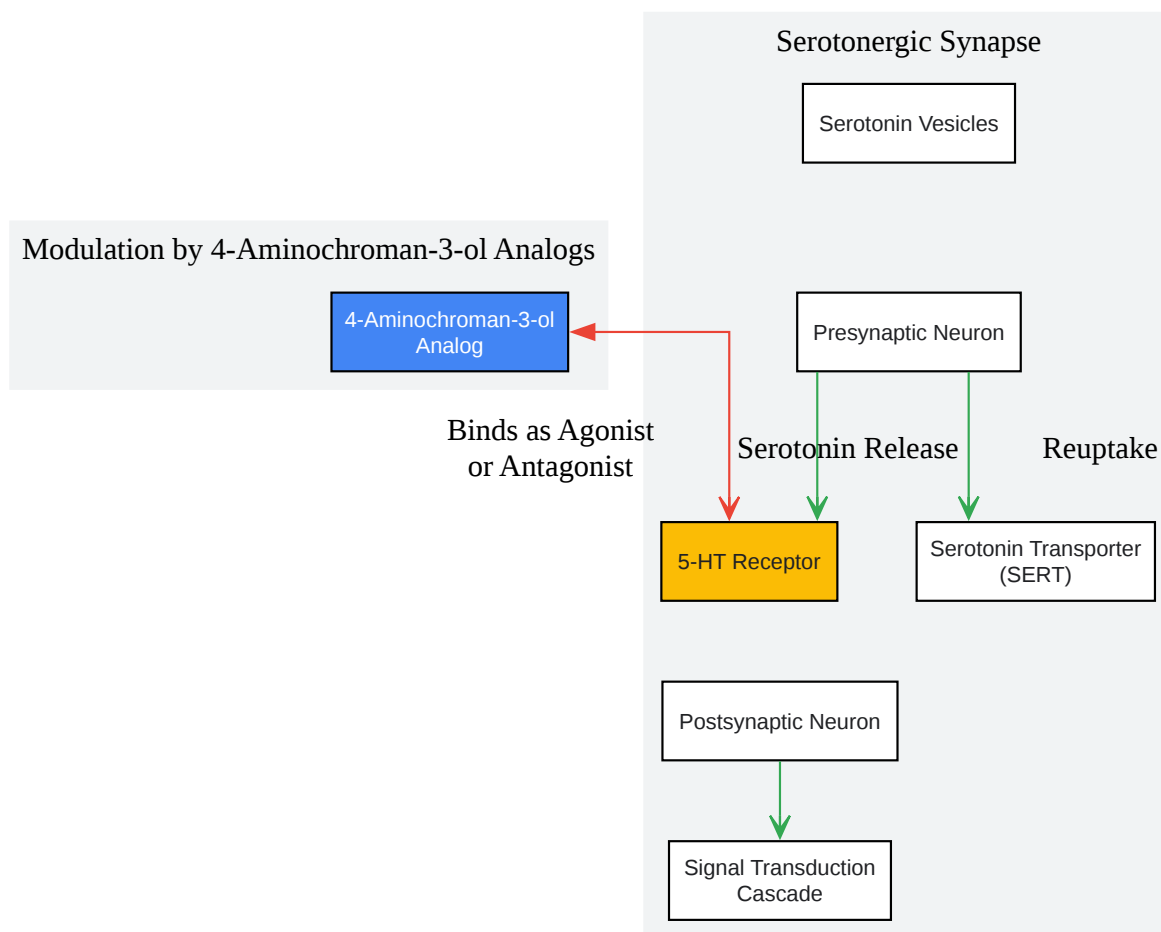 Serotonergic Synapse
Serotonin Vesicles
Modulation by 4-Aminochroman-3-ol Analogs
4-Aminochroman-3-ol
Analog
Presynaptic Neuron
Binds as Agonist
or Antagonist
Serotonin Release
Reuptake
5-HT Receptor
Serotonin Transporter
(SERT)
Postsynaptic Neuron
Signal Transduction
Cascade